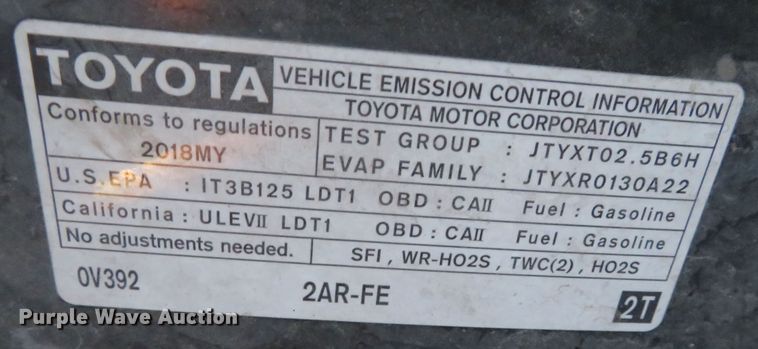 TOYOTA
VEHICLE EMISSION CONTROL INFORMATION
TOYOTA MOTOR CORPORATION
Conforms to regulations
2018MY
TEST GROUP : JTYXT02.5B6H
EVAP FAMILY : JTYXR0130A22
U.S.EPA : IT3B125 LDT1 OBD : CAII Fuel : Gasoline
California : ULEVII LDT1 OBD : CAII Fuel : Gasoline
No adjustments needed. SFI , WR-HO2S , TWC(2) , HO2S
0V392 2AR-FE 2T
Purple Wave Auction